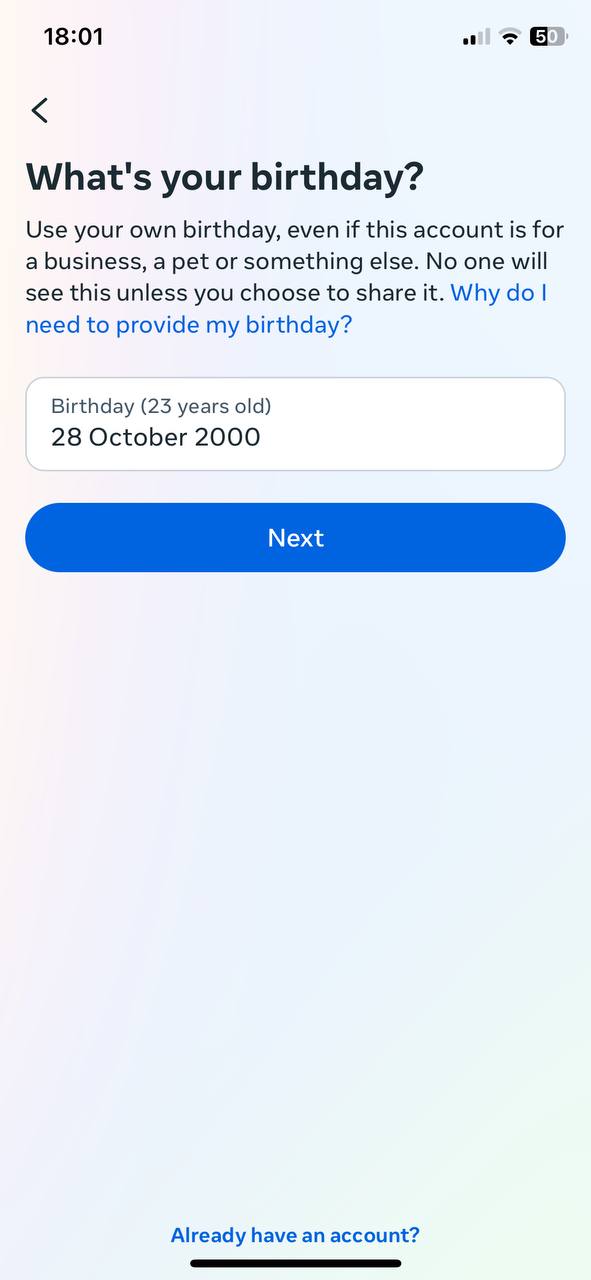 18:01
50
What's your birthday?
Use your own birthday, even if this account is for
a business, a pet or something else. No one will
see this unless you choose to share it. Why do I
need to provide my birthday?
Birthday (23 years old)
28 October 2000
Next
Already have an account?